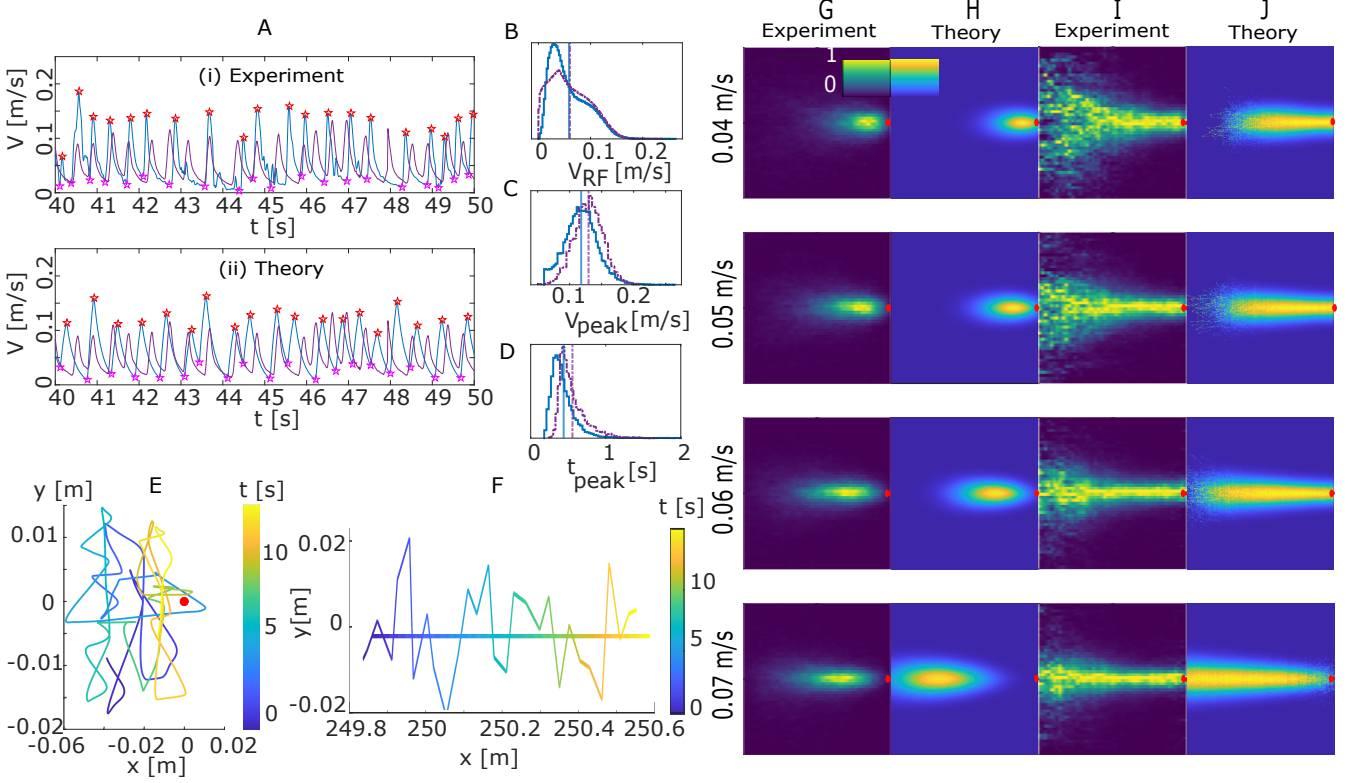 A
(i) Experiment
V [m/s]
0.2
0.1
0
40 41 42 43 44 45 46 47 48 49 50
t [s]
(ii) Theory
V [m/s]
0.2
0.1
0
40 41 42 43 44 45 46 47 48 49 50
t [s]
B
0 0.1 0.2
V_RF [m/s]
C
0.1 0.2
V_peak [m/s]
D
0 1 2
t_peak [s]
E
y [m]
t [s]
0.01
0
-0.01
-0.02
-0.06 -0.02 0 0.02
x [m]
10
5
0
F
t [s]
y[m]
0.02
0
-0.02
249.8 250 250.2 250.4 250.6
x [m]
10
5
0
G H I J
Experiment Theory Experiment Theory
1
0
0.04 m/s
0.05 m/s
0.06 m/s
0.07 m/s